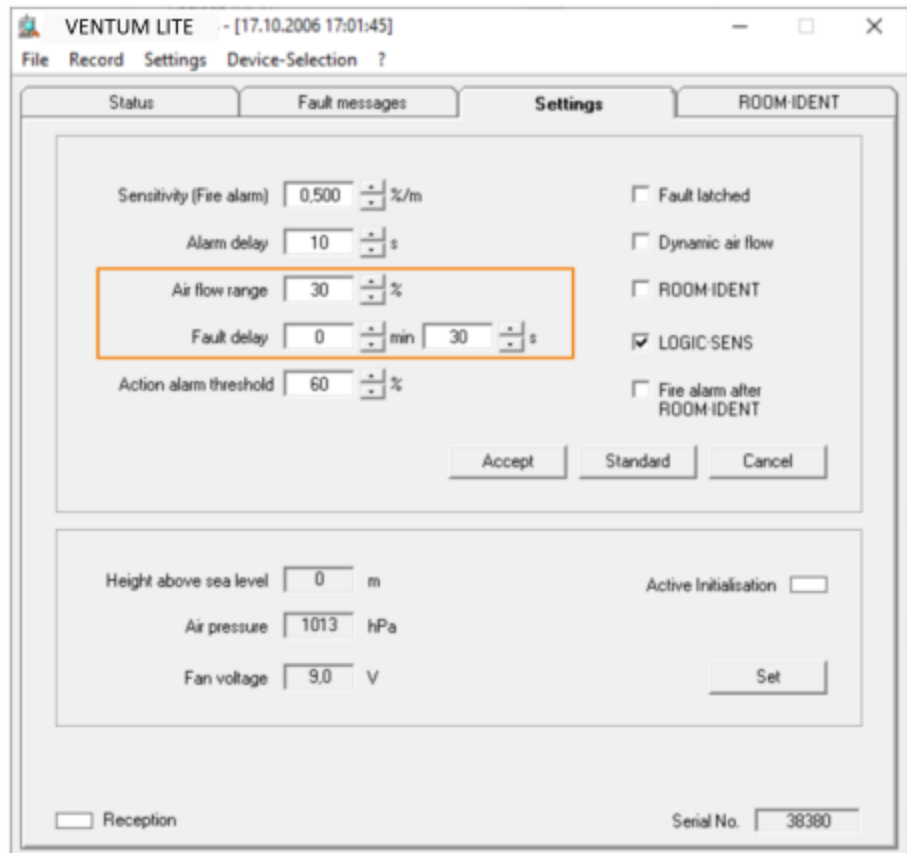 VENTUM LITE - [17.10.2006 17:01:45]
File Record Settings Device-Selection ?
Status Fault messages Settings ROOM-IDENT
Sensitivity (Fire alarm) 0,500 %/m Fault latched
Alarm delay 10 s Dynamic air flow
Air flow range 30 % ROOM-IDENT
Fault delay 0 min 30 s LOGIC-SENS
Action alarm threshold 60 % Fire alarm after
ROOM-IDENT
Accept Standard Cancel
Height above sea level 0 m Active Initialisation
Air pressure 1013 hPa
Fan voltage 9,0 V Set
Reception Serial No. 38380